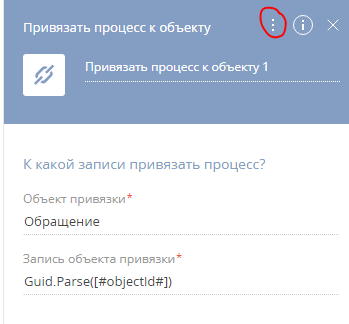 Привязать процесс к объекту
Привязать процесс к объекту 1
К какой записи привязать процесс?
Объект привязки*
Обращение
Запись объекта привязки*
Guid.Parse([#objectId#])